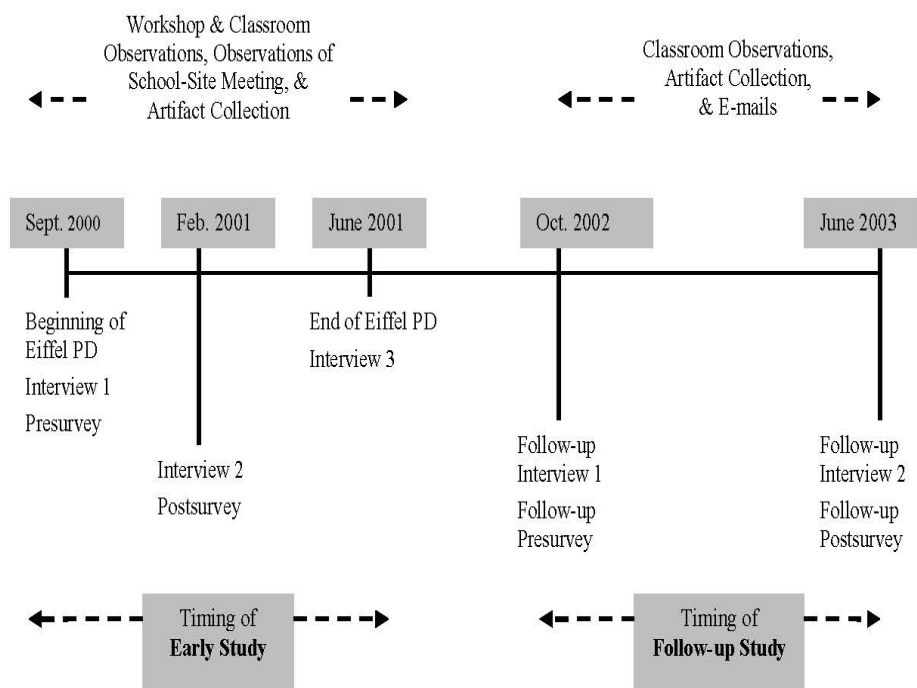 Workshop & Classroom
Observations, Observations of
School-Site Meeting, &
Artifact Collection
Classroom Observations,
Artifact Collection,
& E-mails
Sept. 2000
Feb. 2001
June 2001
Oct. 2002
June 2003
Beginning of
Eiffel PD
Interview 1
Presurvey
End of Eiffel PD
Interview 3
Interview 2
Postsurvey
Follow-up
Interview 1
Follow-up
Presurvey
Follow-up
Interview 2
Follow-up
Postsurvey
Timing of
Early Study
Timing of
Follow-up Study